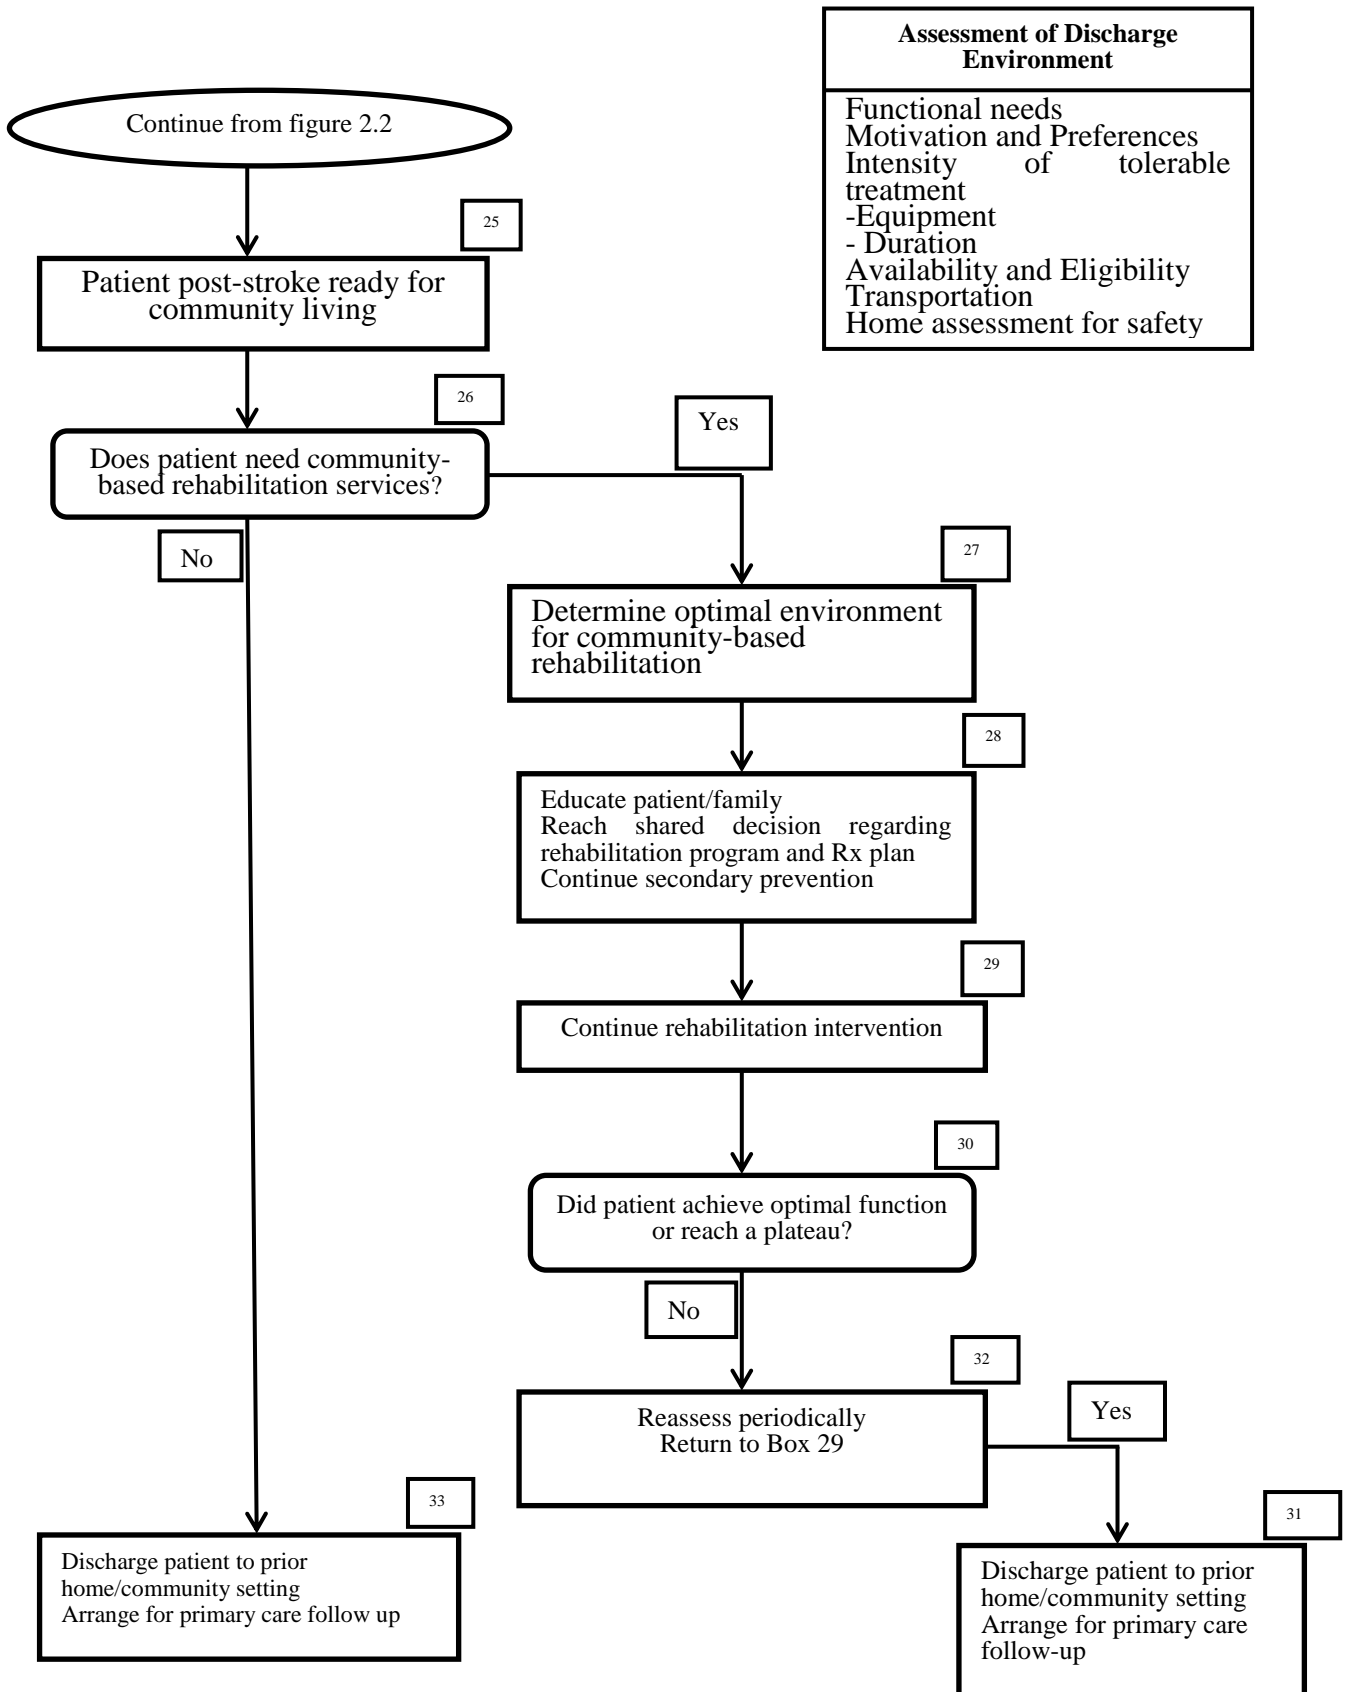 Assessment of Discharge
Environment
Functional needs
Motivation and Preferences
Intensity of tolerable
treatment
-Equipment
- Duration
Availability and Eligibility
Transportation
Home assessment for safety
Continue from figure 2.2
25
Patient post-stroke ready for
community living
26
Does patient need community-
based rehabilitation services?
Yes
No
27
Determine optimal environment
for community-based
rehabilitation
28
Educate patient/family
Reach shared decision regarding
rehabilitation program and Rx plan
Continue secondary prevention
29
Continue rehabilitation intervention
30
Did patient achieve optimal function
or reach a plateau?
No
32
Reassess periodically
Return to Box 29
Yes
33
Discharge patient to prior
home/community setting
Arrange for primary care follow up
31
Discharge patient to prior
home/community setting
Arrange for primary care
follow-up